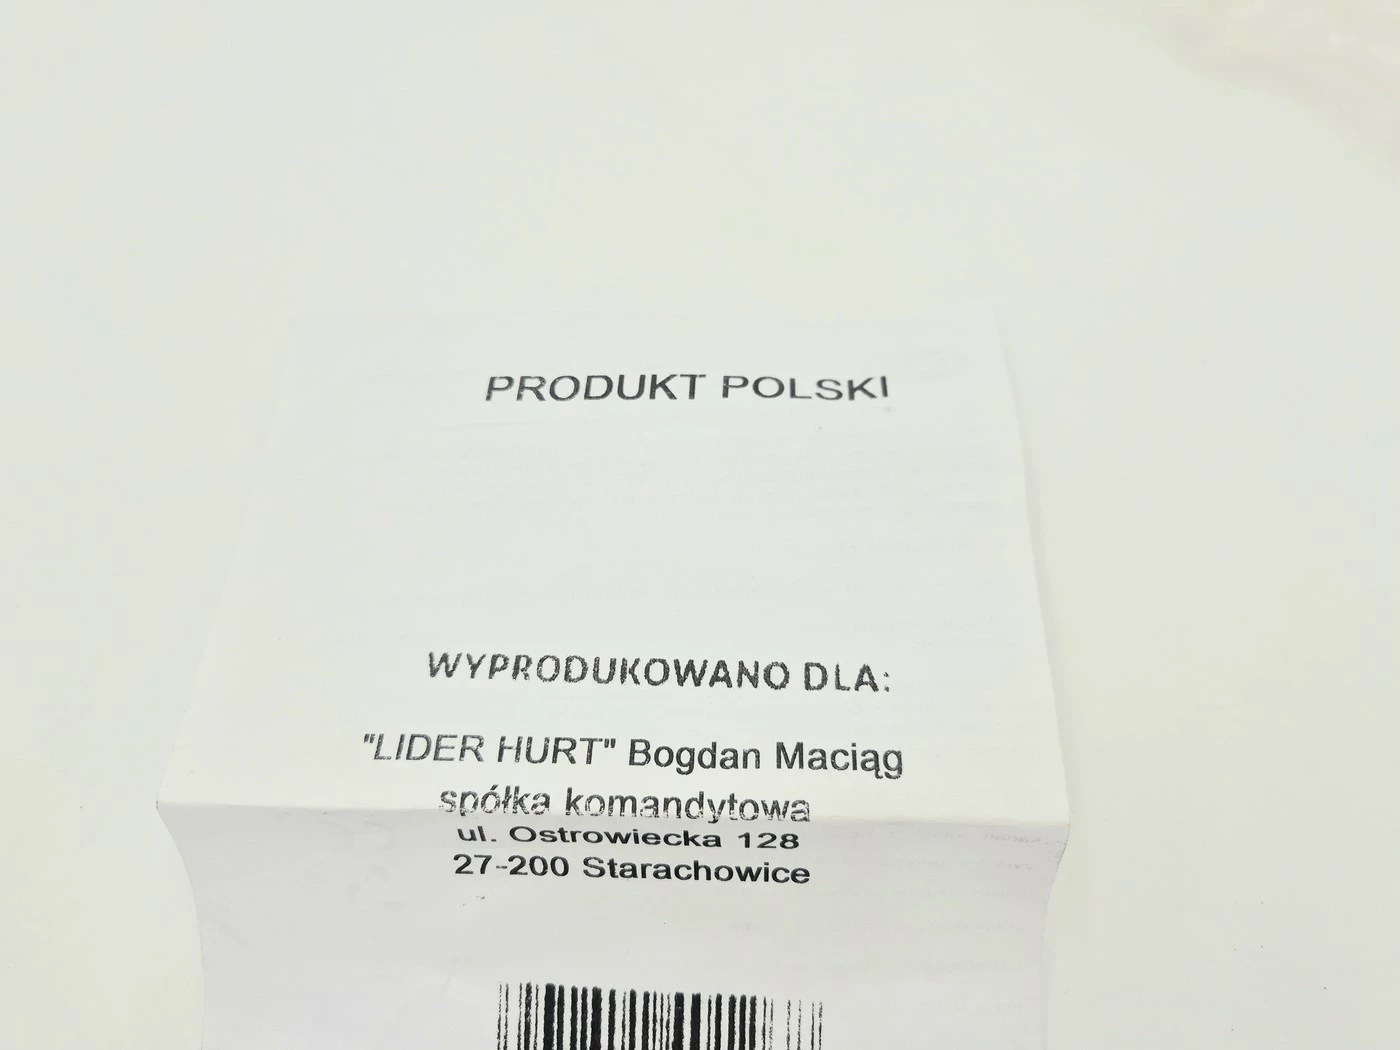 PRODUKT POLSKI
WYPRODUKOWANO DLA:
"LIDER HURT" Bogdan Maciąg
spółka komandytowa
ul. Ostrowiecka 128
27-200 Starachowice